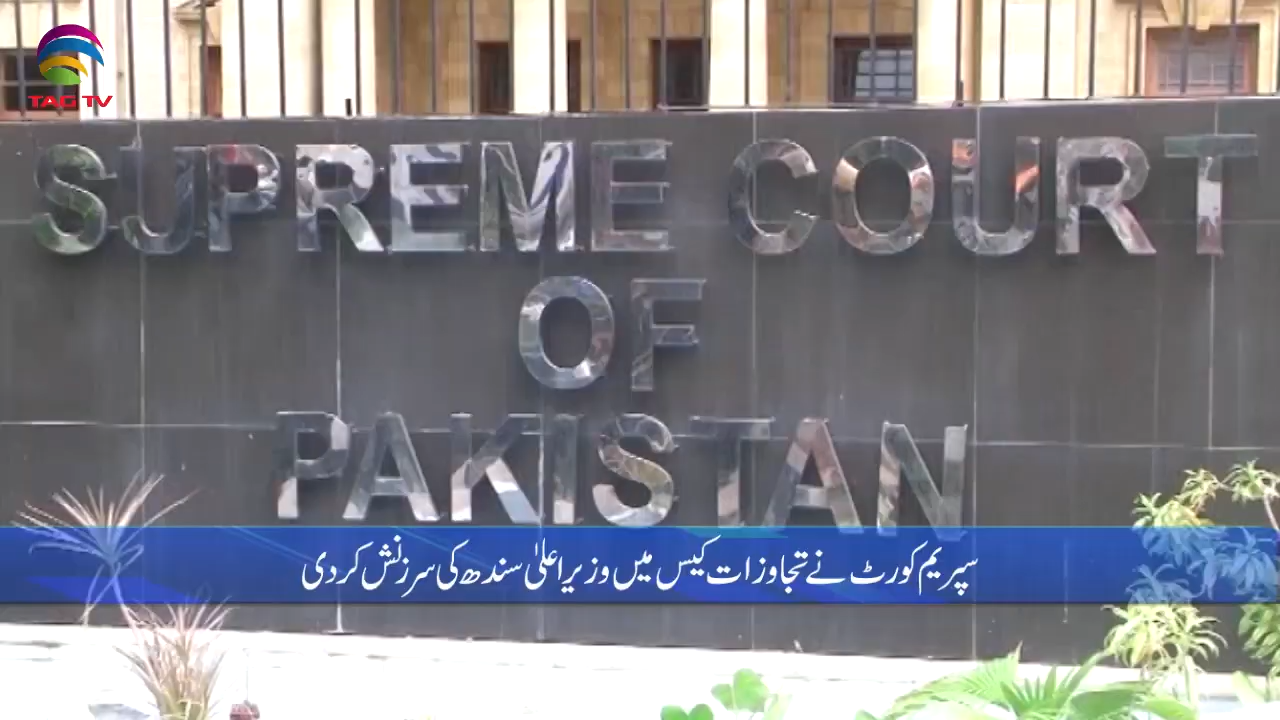 TAG TV
SUPREME COURT
OF
PAKISTAN
سپریم کورٹ نے تجاوزات کیس میں وزیراعلیٰ سندھ کی سرزنش کردی